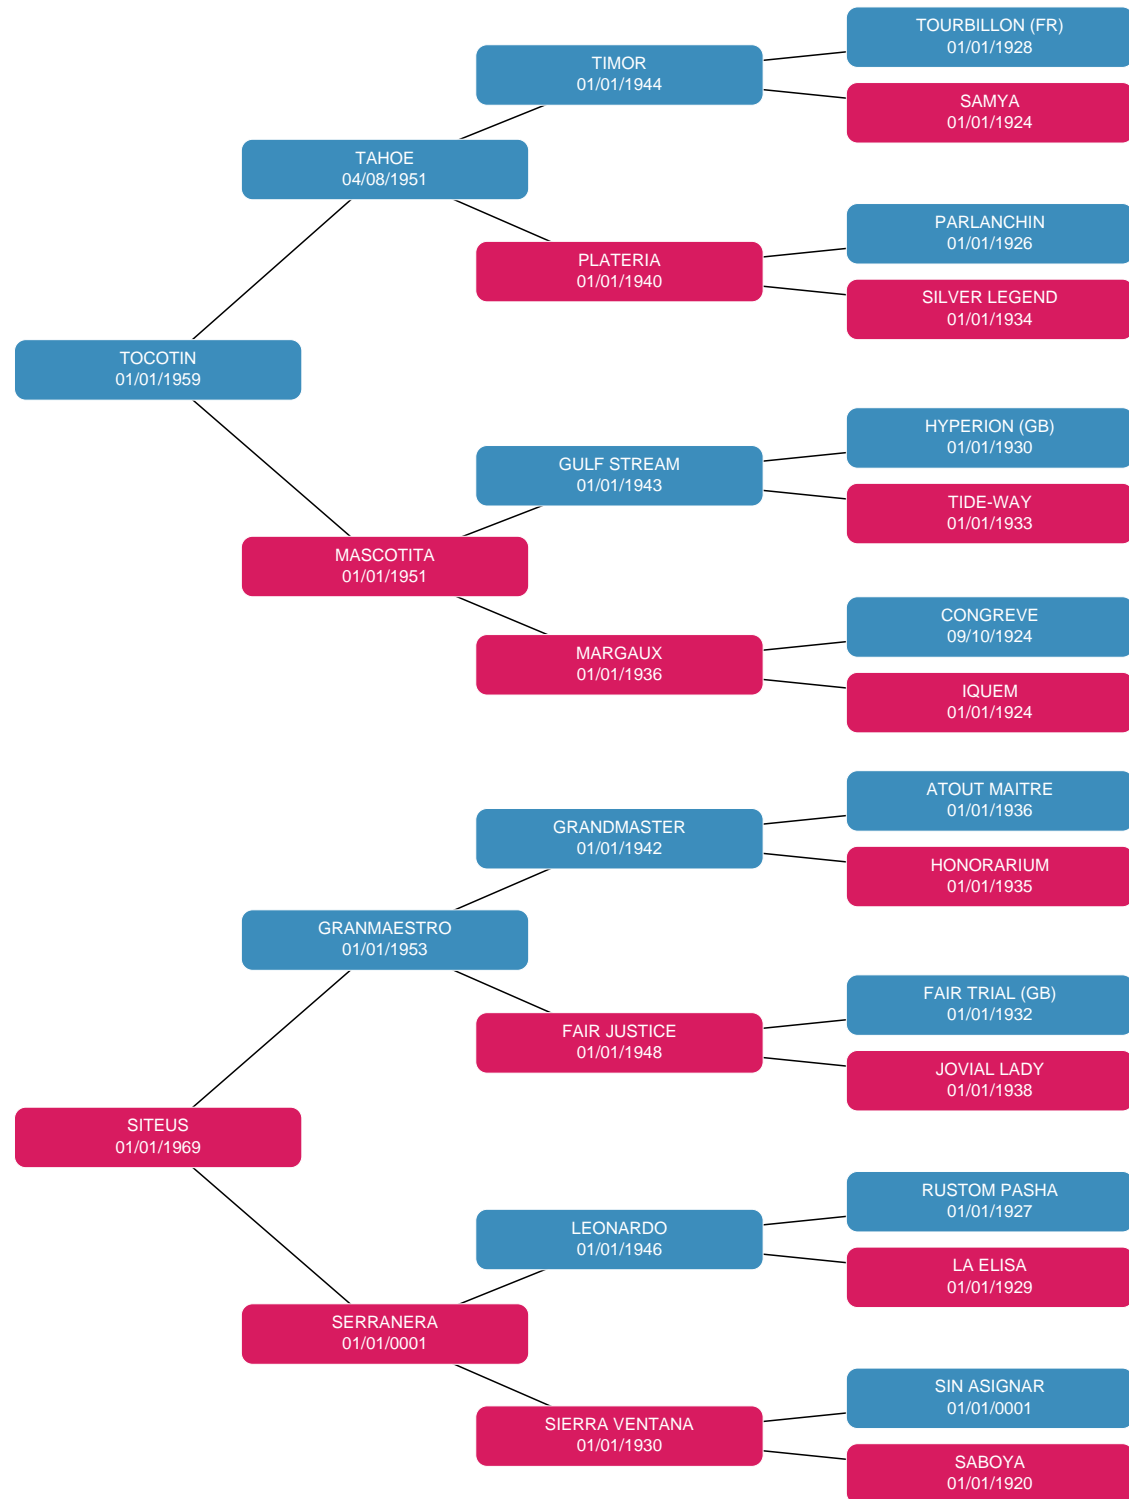 TOURBILLON (FR)
01/01/1928
TIMOR
01/01/1944
SAMYA
01/01/1924
TAHOE
04/08/1951
PARLANCHIN
01/01/1926
PLATERIA
01/01/1940
SILVER LEGEND
01/01/1934
TOCOTIN
01/01/1959
HYPERION (GB)
01/01/1930
GULF STREAM
01/01/1943
TIDE-WAY
01/01/1933
MASCOTITA
01/01/1951
CONGREVE
09/10/1924
MARGAUX
01/01/1936
IQUEM
01/01/1924
ATOUT MAITRE
01/01/1936
GRANDMASTER
01/01/1942
HONORARIUM
01/01/1935
GRANMAESTRO
01/01/1953
FAIR TRIAL (GB)
01/01/1932
FAIR JUSTICE
01/01/1948
JOVIAL LADY
01/01/1938
SITEUS
01/01/1969
RUSTOM PASHA
01/01/1927
LEONARDO
01/01/1946
LA ELISA
01/01/1929
SERRANERA
01/01/0001
SIN ASIGNAR
01/01/0001
SIERRA VENTANA
01/01/1930
SABOYA
01/01/1920